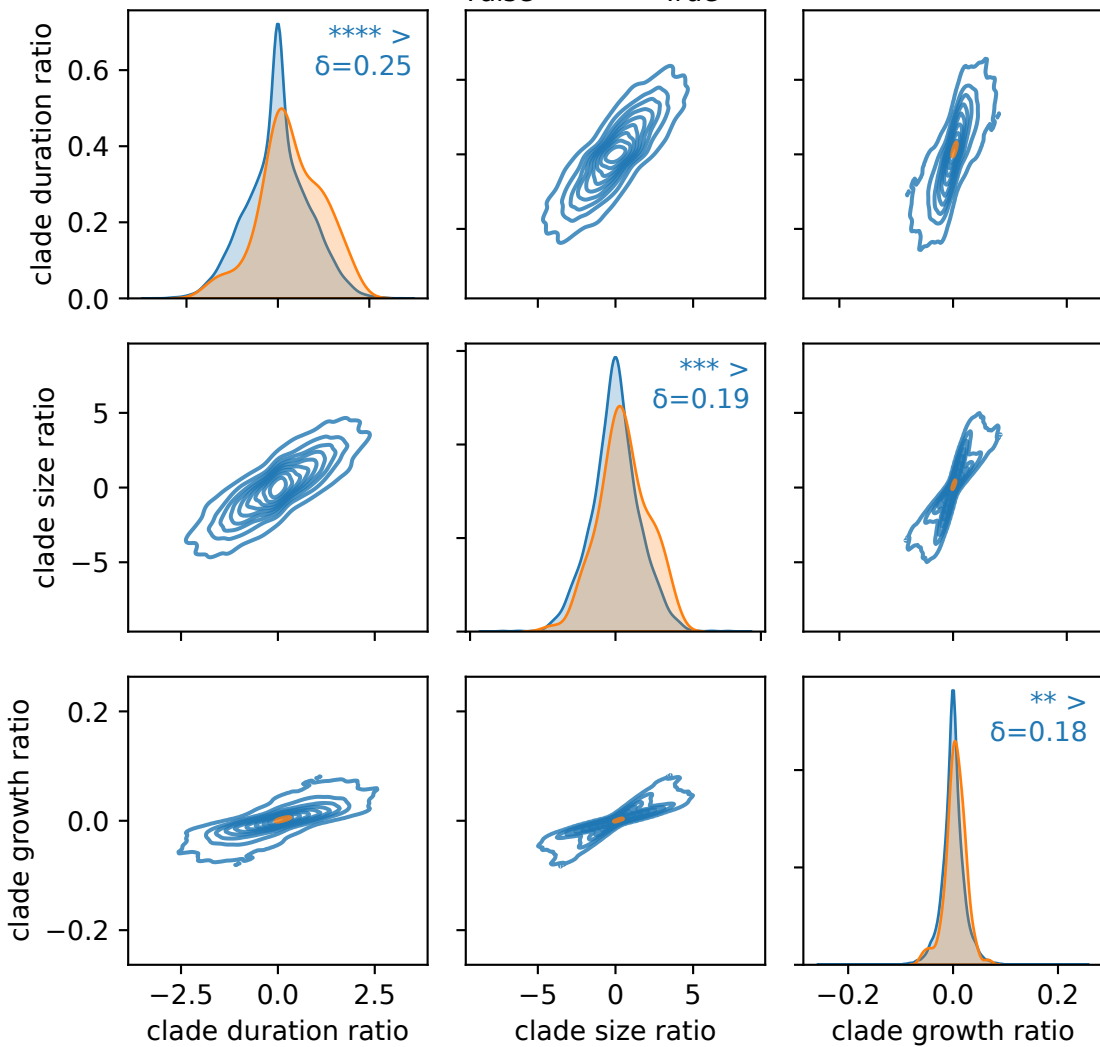 clade duration ratio
0.6
0.4
0.2
0.0
**** >
δ=0.25
clade size ratio
5
0
−5
*** >
δ=0.19
clade growth ratio
0.2
0.0
−0.2
** >
δ=0.18
−2.5 0.0 2.5
−5 0 5
−0.2 0.0 0.2
clade duration ratio
clade size ratio
clade growth ratio